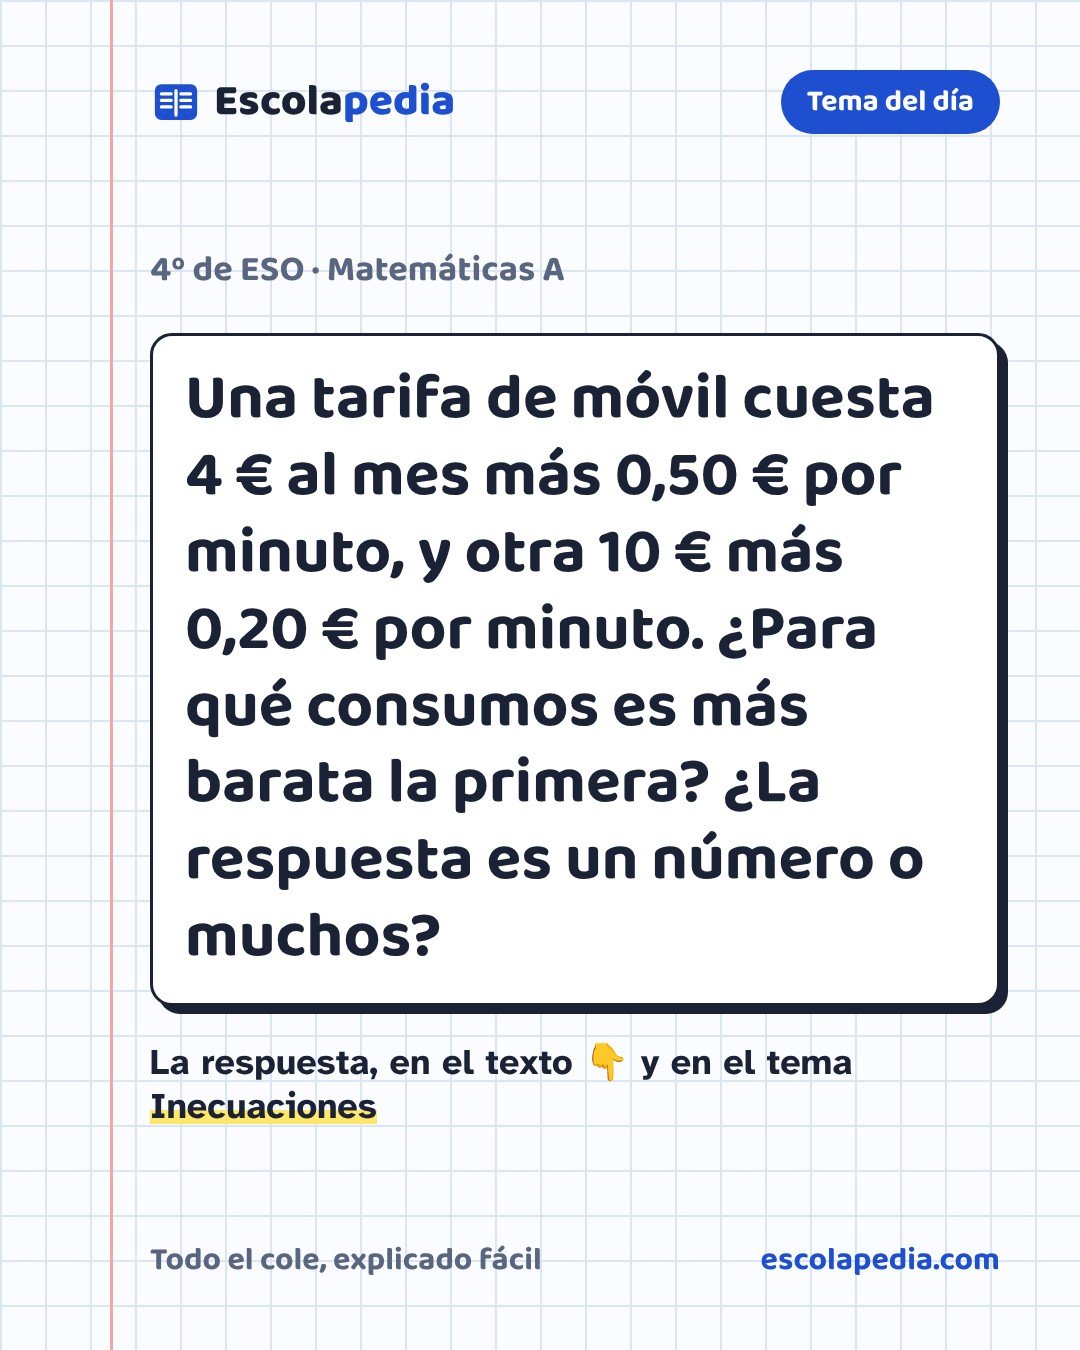 Escolapedia
Tema del día
4º de ESO · Matemáticas A
Una tarifa de móvil cuesta
4 € al mes más 0,50 € por
minuto, y otra 10 € más
0,20 € por minuto. ¿Para
qué consumos es más
barata la primera? ¿La
respuesta es un número o
muchos?
La respuesta, en el texto 👇 y en el tema
Inecuaciones
Todo el cole, explicado fácil
escolapedia.com